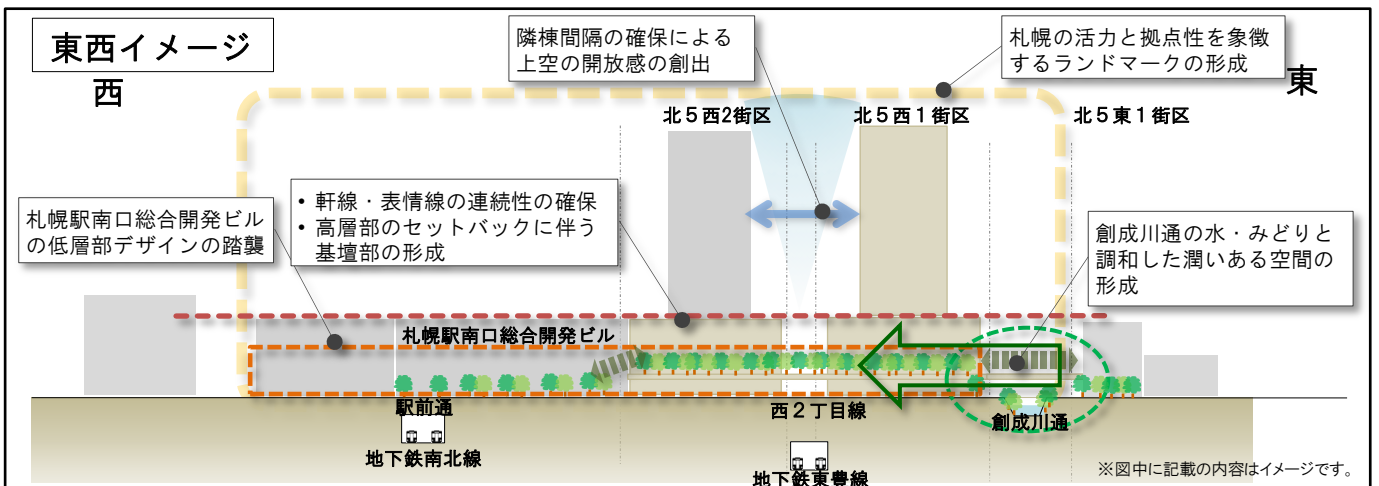 東西イメージ
西
隣棟間隔の確保による
上空の開放感の創出
札幌の活力と拠点性を象徴
するランドマークの形成
東
北5西2街区
北5西1街区
北5東1街区
札幌駅南口総合開発ビル
の低層部デザインの踏襲
• 軒線・表情線の連続性の確保
• 高層部のセットバックに伴う
基壇部の形成
創成川通の水・みどりと
調和した潤いある空間の
形成
札幌駅南口総合開発ビル
駅前通
西2丁目線
創成川通
地下鉄南北線
地下鉄東豊線
※図中に記載の内容はイメージです。